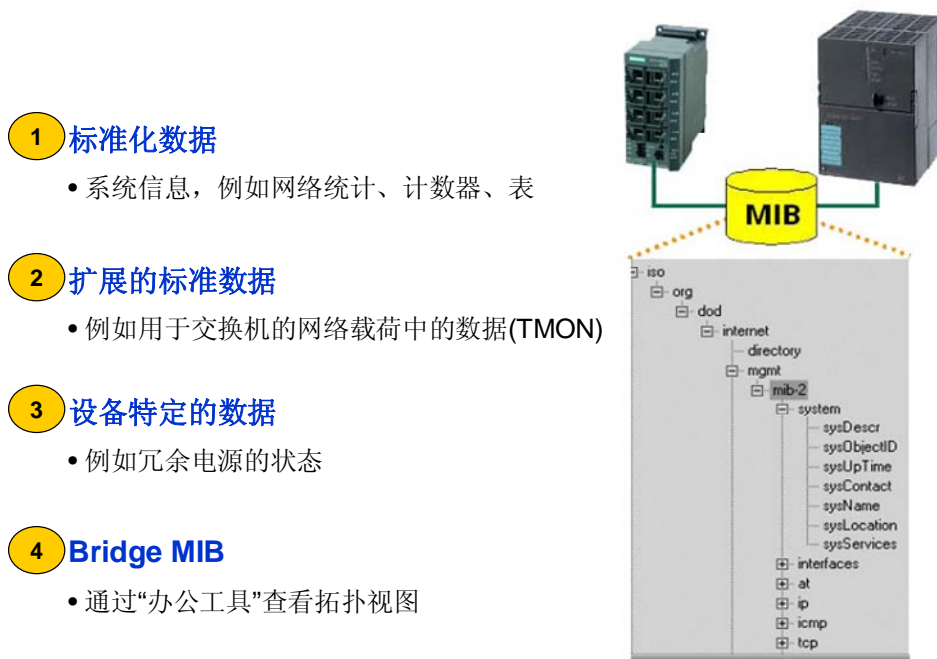 1 标准化数据
• 系统信息，例如网络统计、计数器、表
2 扩展的标准数据
• 例如用于交换机的网络载荷中的数据(TMON)
3 设备特定的数据
• 例如冗余电源的状态
4 Bridge MIB
• 通过“办公工具”查看拓扑视图
MIB
iso
org
dod
internet
directory
mgmt
mib-2
system
sysDescr
sysObjectID
sysUpTime
sysContact
sysName
sysLocation
sysServices
interfaces
at
ip
icmp
tcp